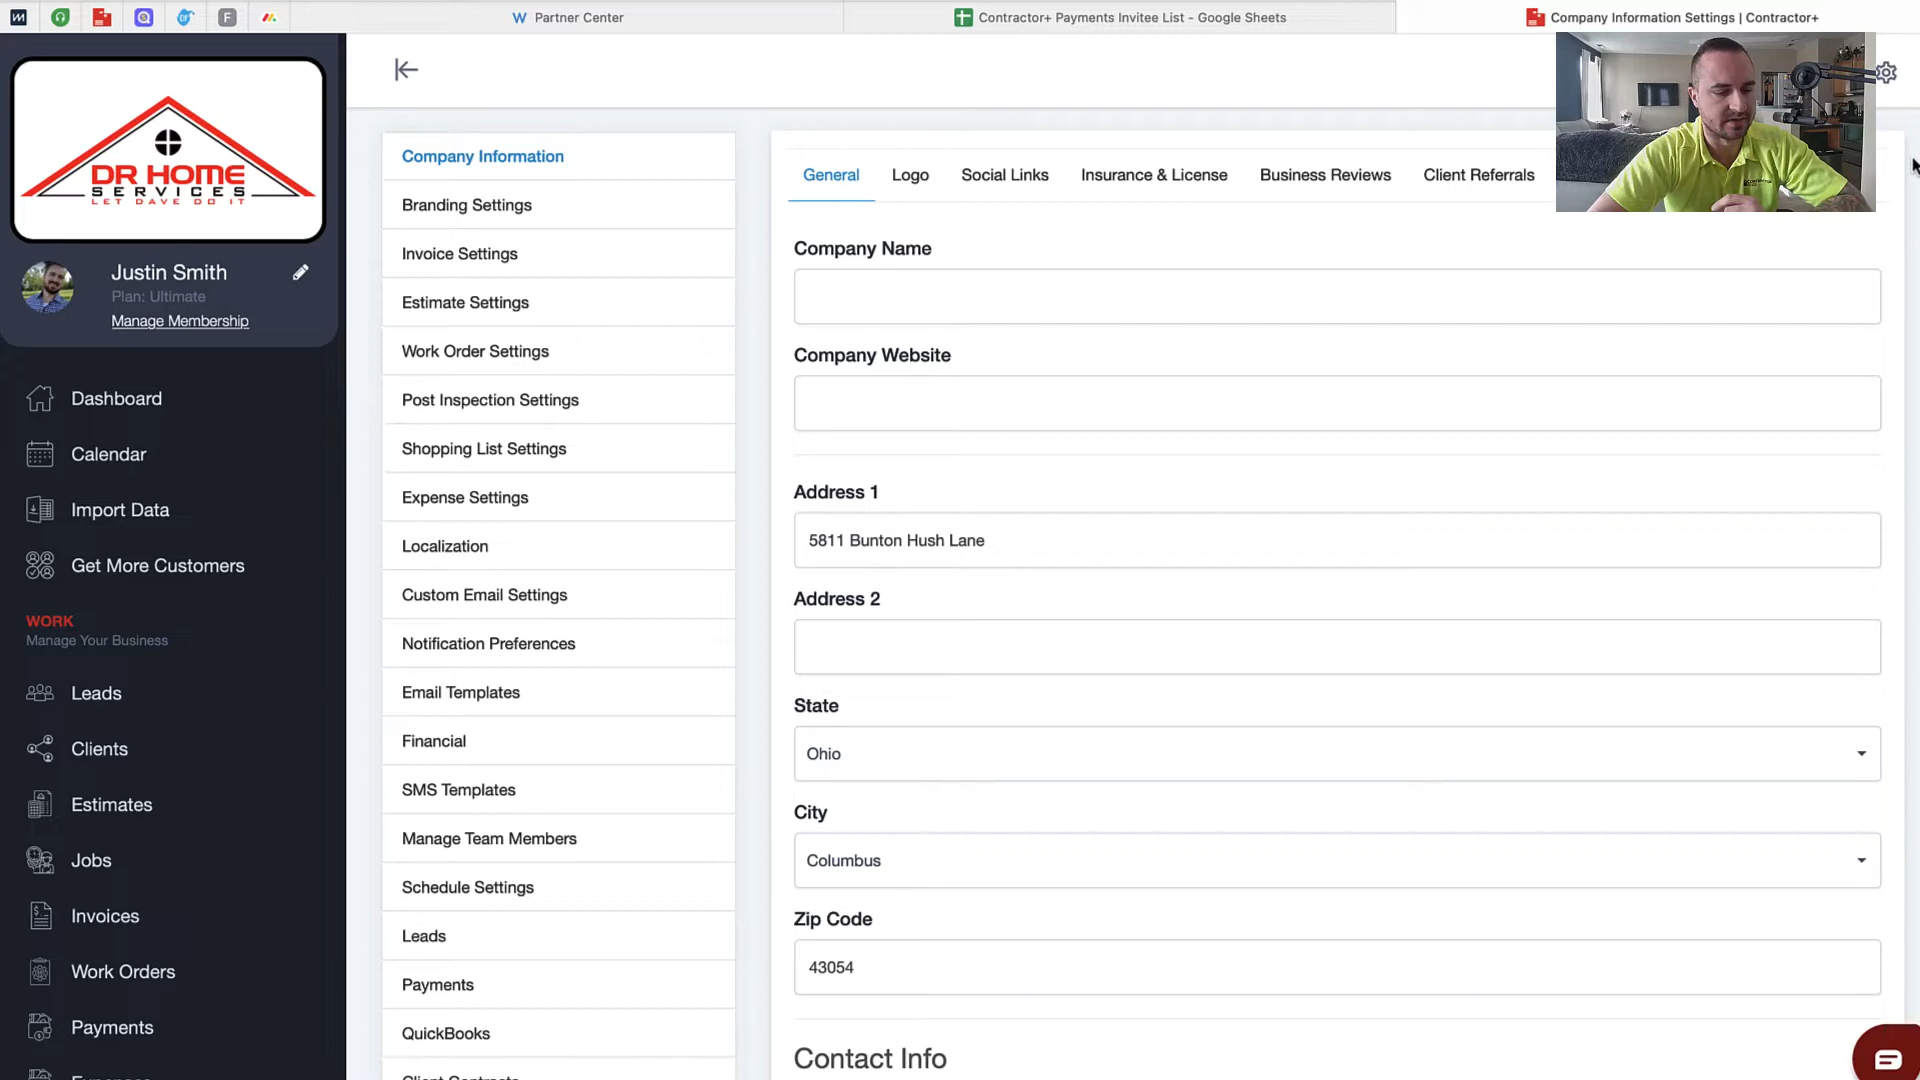 Partner Center
Contractor+ Payments Invitee List - Google Sheets
Company Information Settings | Contractor+
DR HOME
SERVICES
LET DAVE DO IT
Justin Smith
Plan: Ultimate
Manage Membership
Dashboard
Calendar
Import Data
Get More Customers
WORK
Manage Your Business
Leads
Clients
Estimates
Jobs
Invoices
Work Orders
Payments
Company Information
Branding Settings
Invoice Settings
Estimate Settings
Work Order Settings
Post Inspection Settings
Shopping List Settings
Expense Settings
Localization
Custom Email Settings
Notification Preferences
Email Templates
Financial
SMS Templates
Manage Team Members
Schedule Settings
Leads
Payments
QuickBooks
General
Logo
Social Links
Insurance & License
Business Reviews
Client Referrals
Company Name
Company Website
Address 1
5811 Bunton Hush Lane
Address 2
State
Ohio
City
Columbus
Zip Code
43054
Contact Info